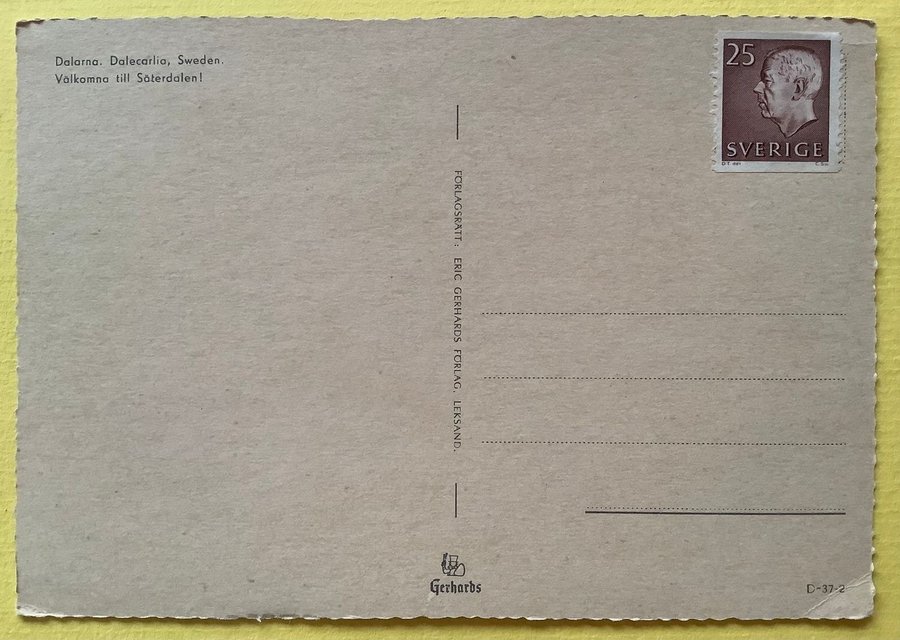 Dalarna. Dalecarlia, Sweden.
Välkomna till Säterdalen!
25
SVERIGE
FÖRLAGSRÄTT: ERIC GERHARDS FÖRLAG, LEKSAND.
Gerhards
D-37-2